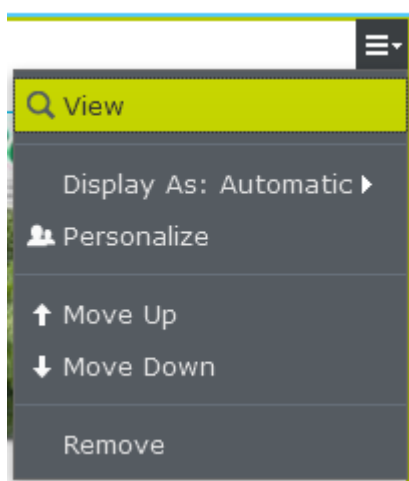 View
Display As: Automatic
Personalize
Move Up
Move Down
Remove